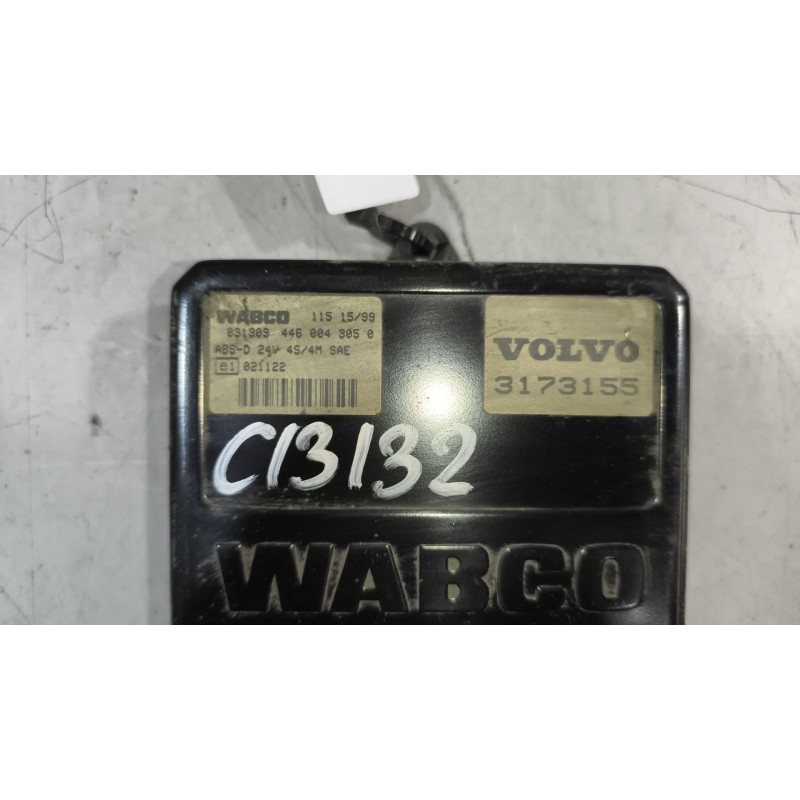 WABCO 115 15/99
031309 446 004 305 0
ABS-D 24V 4S/4M SAE
e1 021122
VOLVO
3173155
C13132
WABCO